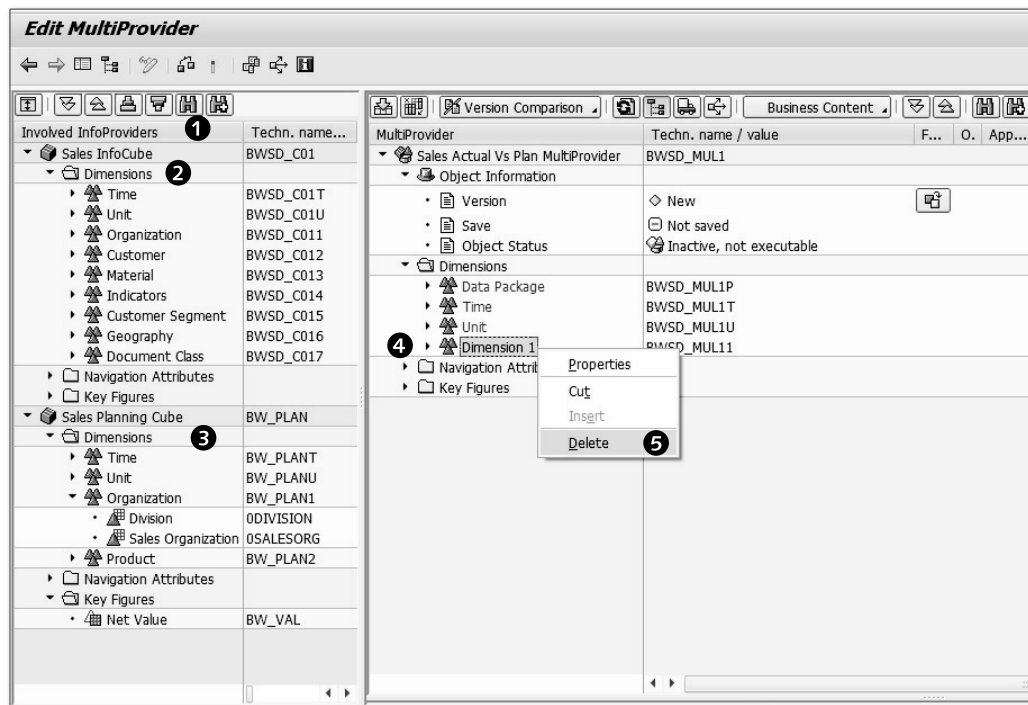 Edit MultiProvider
Version Comparison
Business Content
1
Involved InfoProviders Techn. name...
Sales InfoCube BWSD_C01
Dimensions 2
Time BWSD_C01T
Unit BWSD_C01U
Organization BWSD_C011
Customer BWSD_C012
Material BWSD_C013
Indicators BWSD_C014
Customer Segment BWSD_C015
Geography BWSD_C016
Document Class BWSD_C017
Navigation Attributes
Key Figures
Sales Planning Cube BW_PLAN
Dimensions 3
Time BW_PLANT
Unit BW_PLANU
Organization BW_PLAN1
Division 0DIVISION
Sales Organization 0SALESORG
Product BW_PLAN2
Navigation Attributes
Key Figures
Net Value BW_VAL
MultiProvider Techn. name / value F... O. App...
Sales Actual Vs Plan MultiProvider BWSD_MUL1
Object Information
Version New
Save Not saved
Object Status Inactive, not executable
Dimensions
Data Package BWSD_MUL1P
Time BWSD_MUL1T
Unit BWSD_MUL1U
4 Dimension 1 BWSD_MUL11
Navigation Attrib
Key Figures
Properties
Cut
Insert
Delete 5